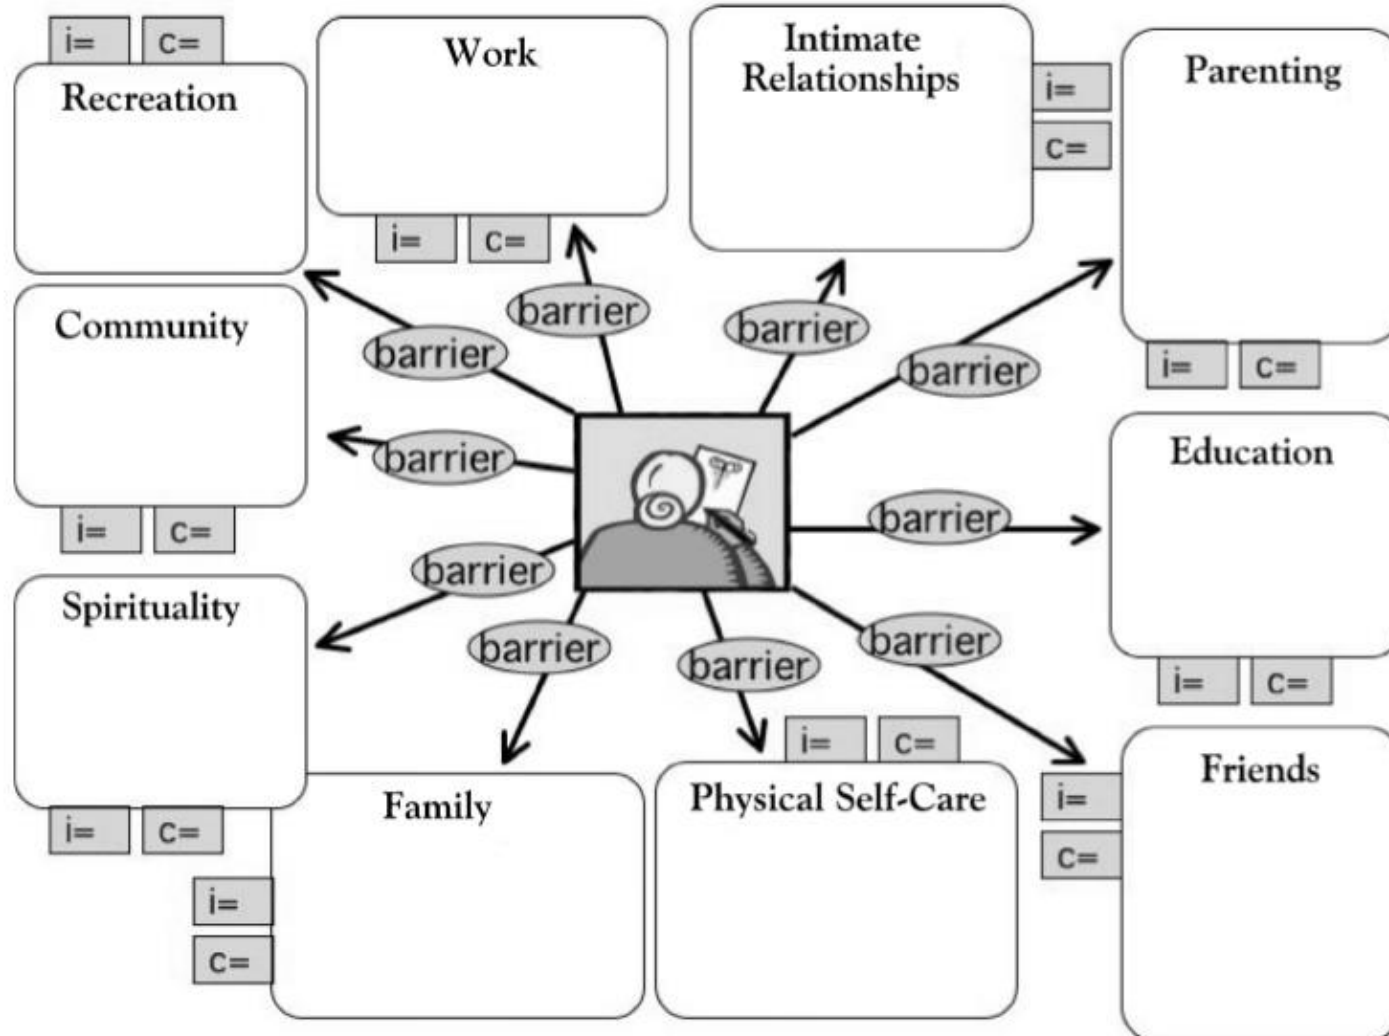 i= c=
Recreation
Work
i= c=
Intimate
Relationships
i=
c=
Parenting
i= c=
Community
i= c=
barrier
barrier
barrier
barrier
barrier
barrier
barrier
barrier
barrier
barrier
Education
i= c=
Spirituality
i= c=
Family
i=
c=
Physical Self-Care
i= c=
Friends
i=
c=